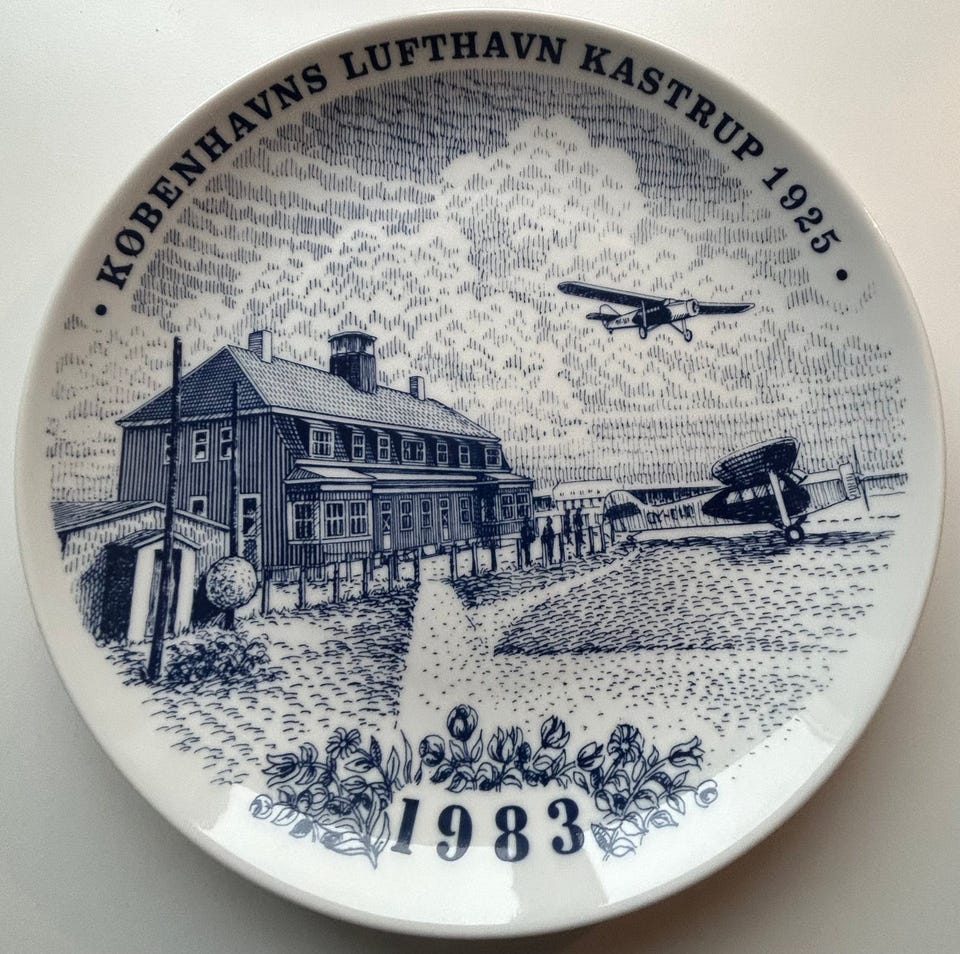 • KØBENHAVNS LUFTHAVN KASTRUP 1925 •
1983